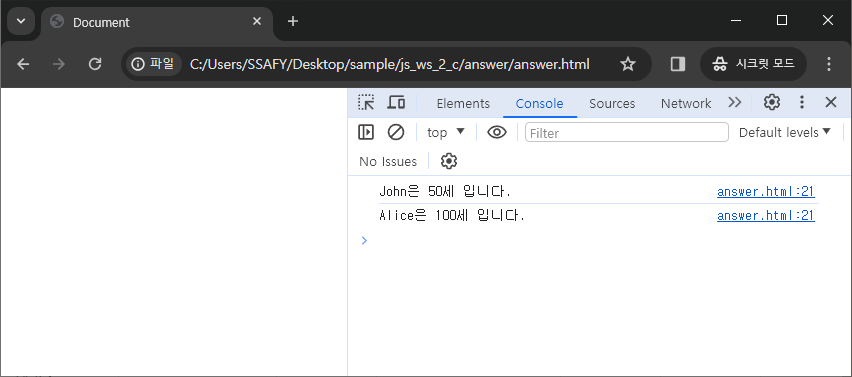 Document
파일 C:/Users/SSAFY/Desktop/sample/js_ws_2_c/answer/answer.html 시크릿 모드
Elements Console Sources Network
top Filter Default levels
No Issues
John은 50세 입니다. answer.html:21
Alice은 100세 입니다. answer.html:21